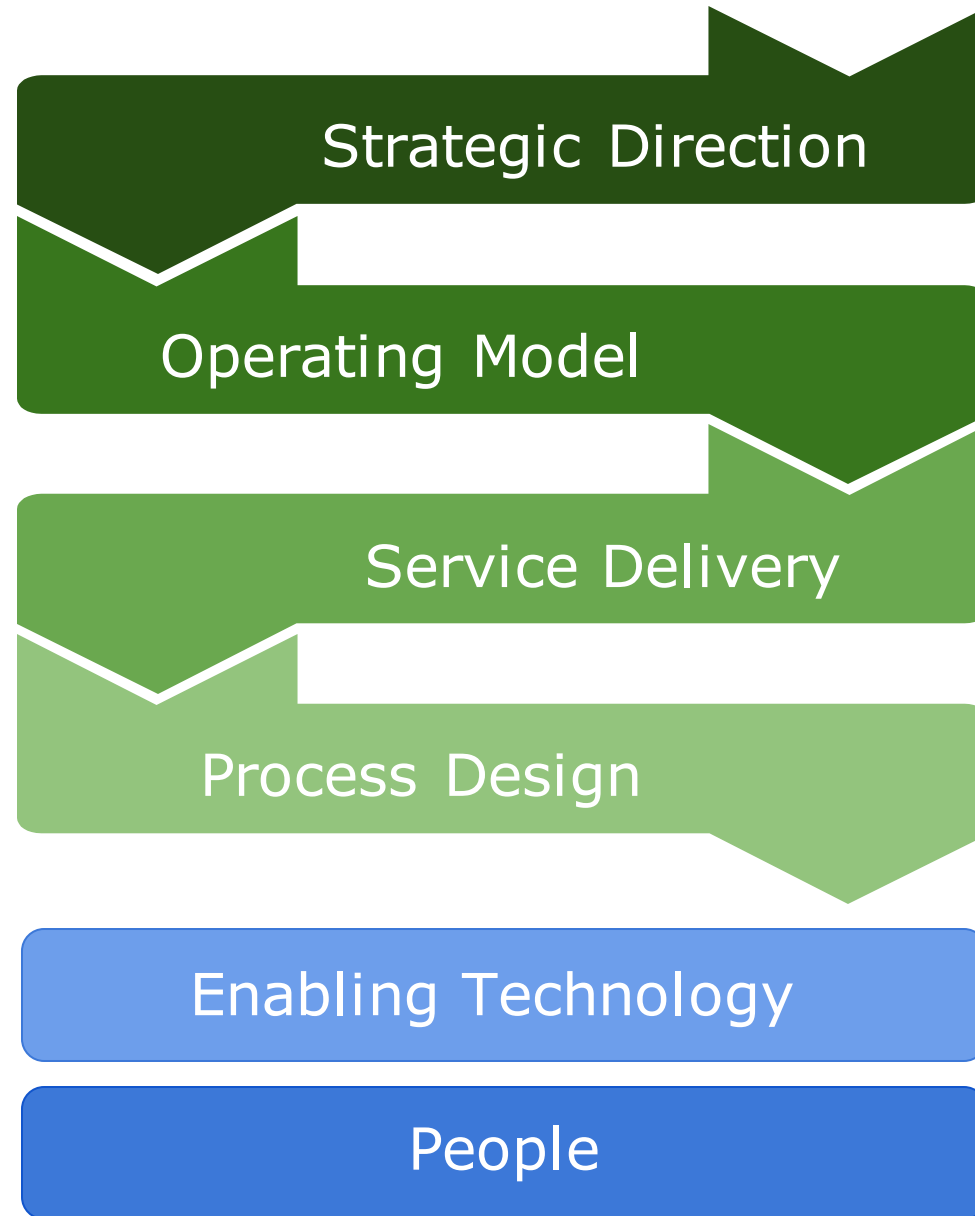 Strategic Direction
Operating Model
Service Delivery
Process Design
Enabling Technology
People